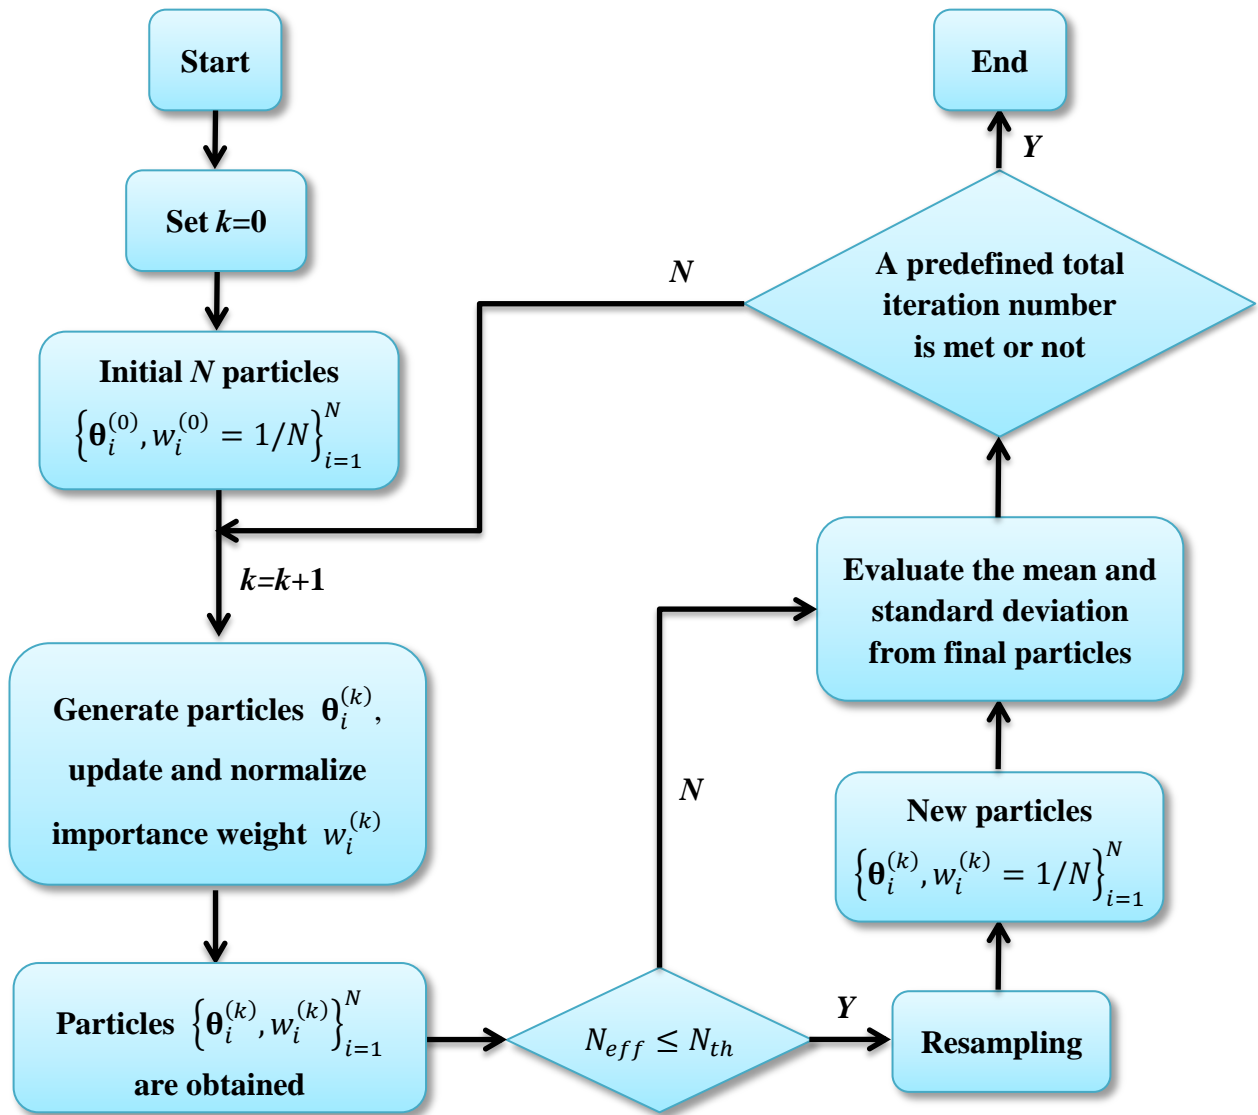 Start
Set k=0
Initial N particles
{θ_i^(0), w_i^(0) = 1/N}_{i=1}^N
k=k+1
Generate particles θ_i^(k),
update and normalize
importance weight w_i^(k)
Particles {θ_i^(k), w_i^(k)}_{i=1}^N
are obtained
N_eff ≤ N_th
Y
Resampling
New particles
{θ_i^(k), w_i^(k) = 1/N}_{i=1}^N
N
Evaluate the mean and
standard deviation
from final particles
A predefined total
iteration number
is met or not
N
Y
End